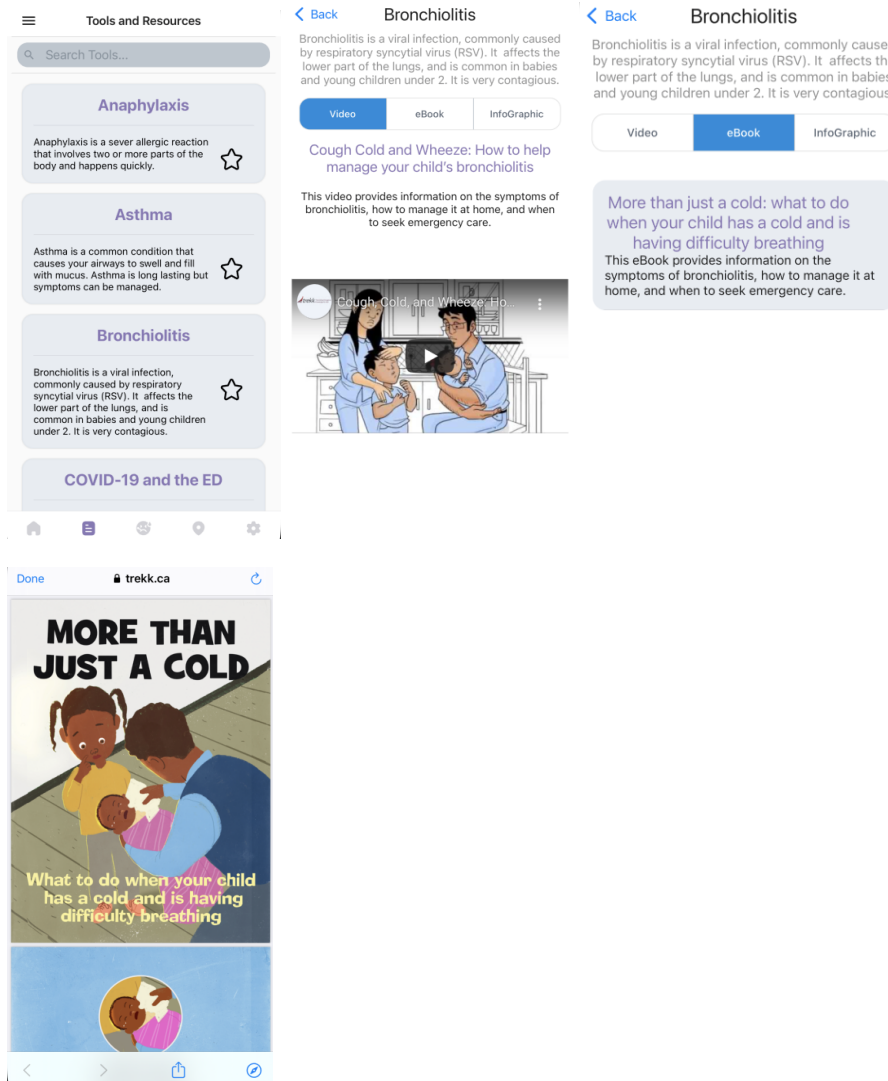 Tools and Resources
Search Tools...
Anaphylaxis
Anaphylaxis is a sever allergic reaction
that involves two or more parts of the
body and happens quickly.
Asthma
Asthma is a common condition that
causes your airways to swell and fill
with mucus. Asthma is long lasting but
symptoms can be managed.
Bronchiolitis
Bronchiolitis is a viral infection,
commonly caused by respiratory
syncytial virus (RSV). It affects the
lower part of the lungs, and is
common in babies and young children
under 2. It is very contagious.
COVID-19 and the ED
Back
Bronchiolitis
Bronchiolitis is a viral infection, commonly caused
by respiratory syncytial virus (RSV). It affects the
lower part of the lungs, and is common in babies
and young children under 2. It is very contagious.
Video eBook InfoGraphic
Cough Cold and Wheeze: How to help
manage your child's bronchiolitis
This video provides information on the symptoms of
bronchiolitis, how to manage it at home, and when
to seek emergency care.
Cough, Cold, and Wheeze: Ho...
Back
Bronchiolitis
Bronchiolitis is a viral infection, commonly cause
by respiratory syncytial virus (RSV). It affects th
lower part of the lungs, and is common in babies
and young children under 2. It is very contagious
Video eBook InfoGraphic
More than just a cold: what to do
when your child has a cold and is
having difficulty breathing
This eBook provides information on the
symptoms of bronchiolitis, how to manage it at
home, and when to seek emergency care.
Done
trekk.ca
MORE THAN
JUST A COLD
What to do when your child
has a cold and is having
difficulty breathing